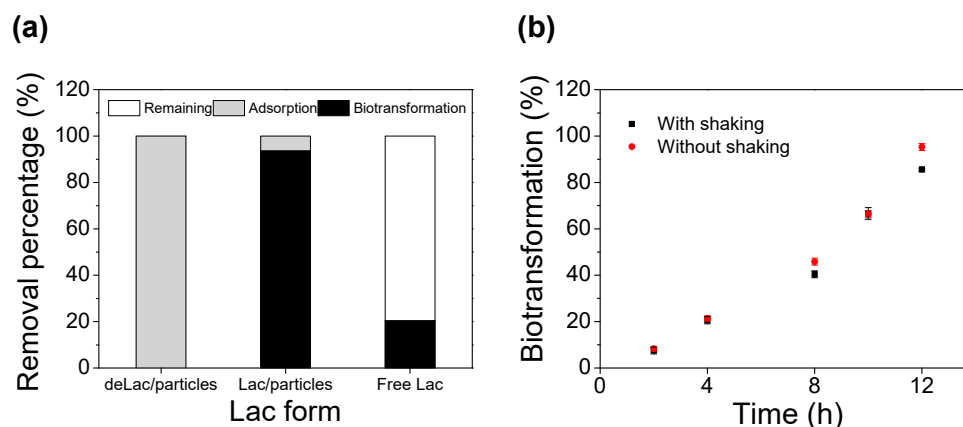 (a)
Removal percentage (%)
120
100
80
60
40
20
0
Remaining Adsorption Biotransformation
deLac/particles Lac/particles Free Lac
Lac form
(b)
Biotransformation (%)
120
100
80
60
40
20
0
With shaking
Without shaking
0 4 8 12
Time (h)